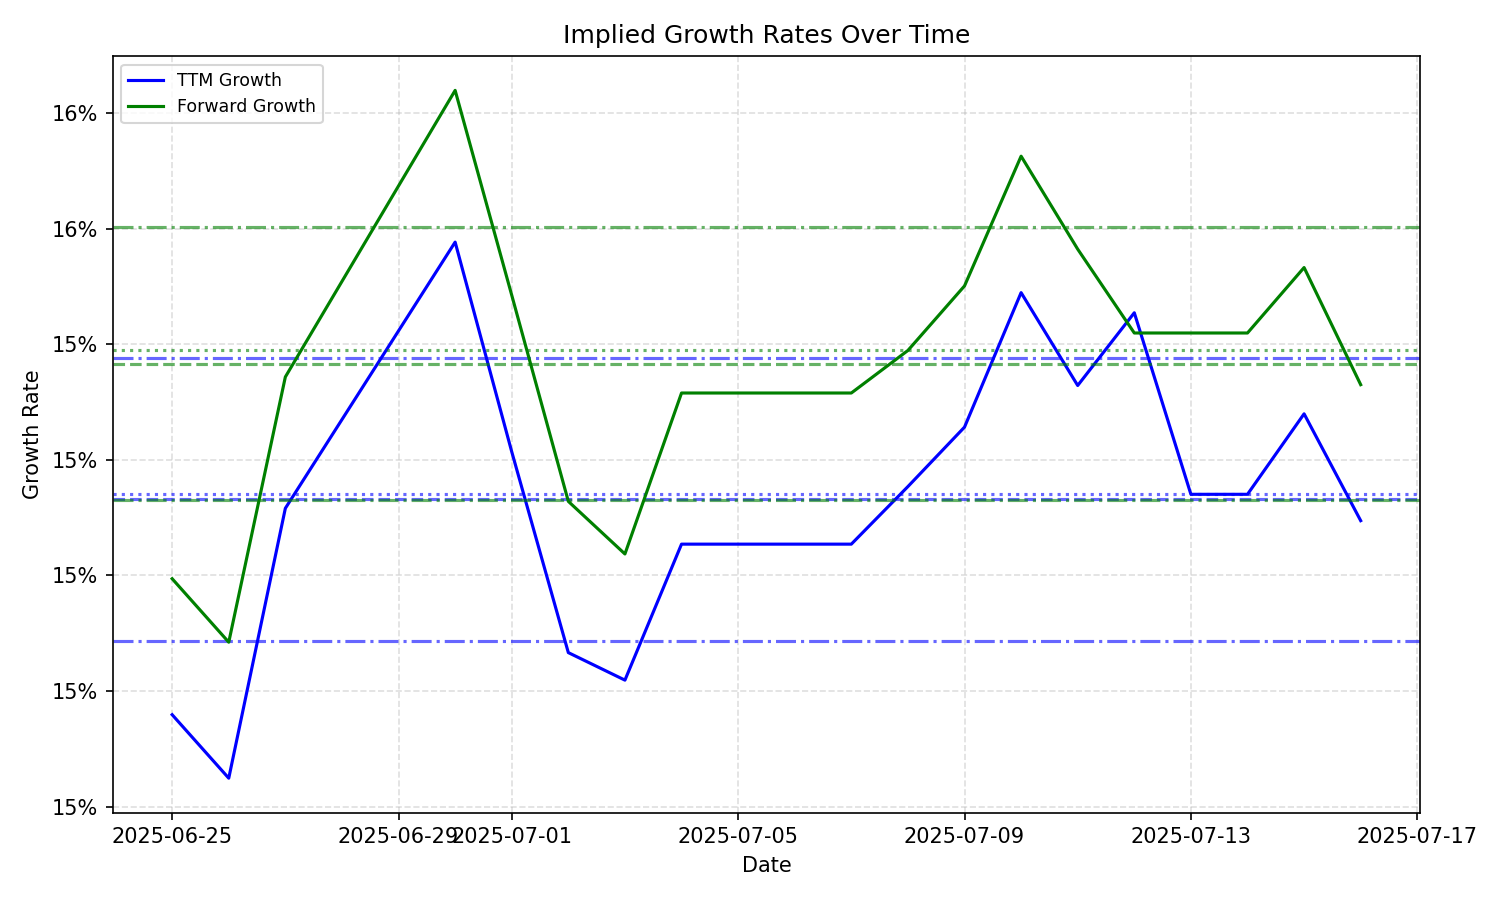 Implied Growth Rates Over Time
TTM Growth
Forward Growth
16%
16%
15%
15%
15%
15%
15%
Growth Rate
2025-06-25
2025-06-29
2025-07-01
2025-07-05
2025-07-09
2025-07-13
2025-07-17
Date